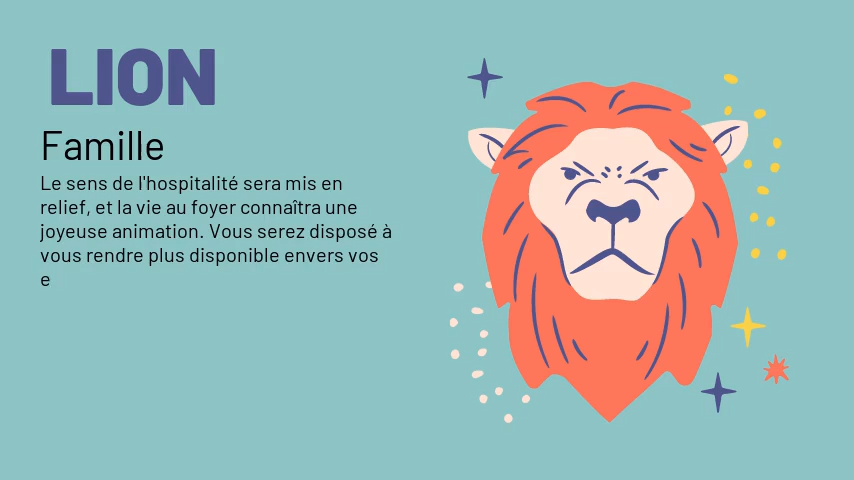 LION
Famille
Le sens de l'hospitalité sera mis en
relief, et la vie au foyer connaîtra une
joyeuse animation. Vous serez disposé à
vous rendre plus disponible envers vos
e